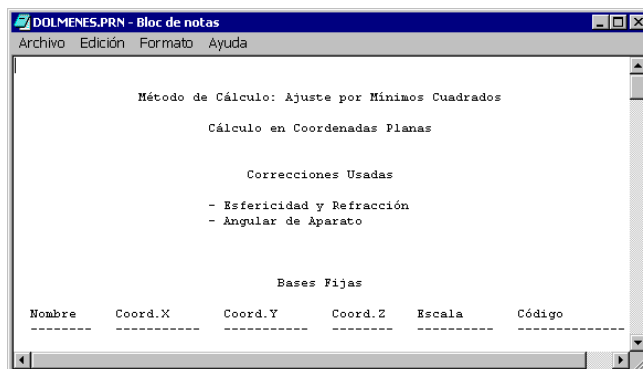 DOLMENES.PRN - Bloc de notas
Archivo Edición Formato Ayuda
Método de Cálculo: Ajuste por Mínimos Cuadrados
Cálculo en Coordenadas Planas
Correcciones Usadas
- Esfericidad y Refracción
- Angular de Aparato
Bases Fijas
Nombre Coord.X Coord.Y Coord.Z Escala Código
-------- ----------- ----------- -------- ---------- --------------